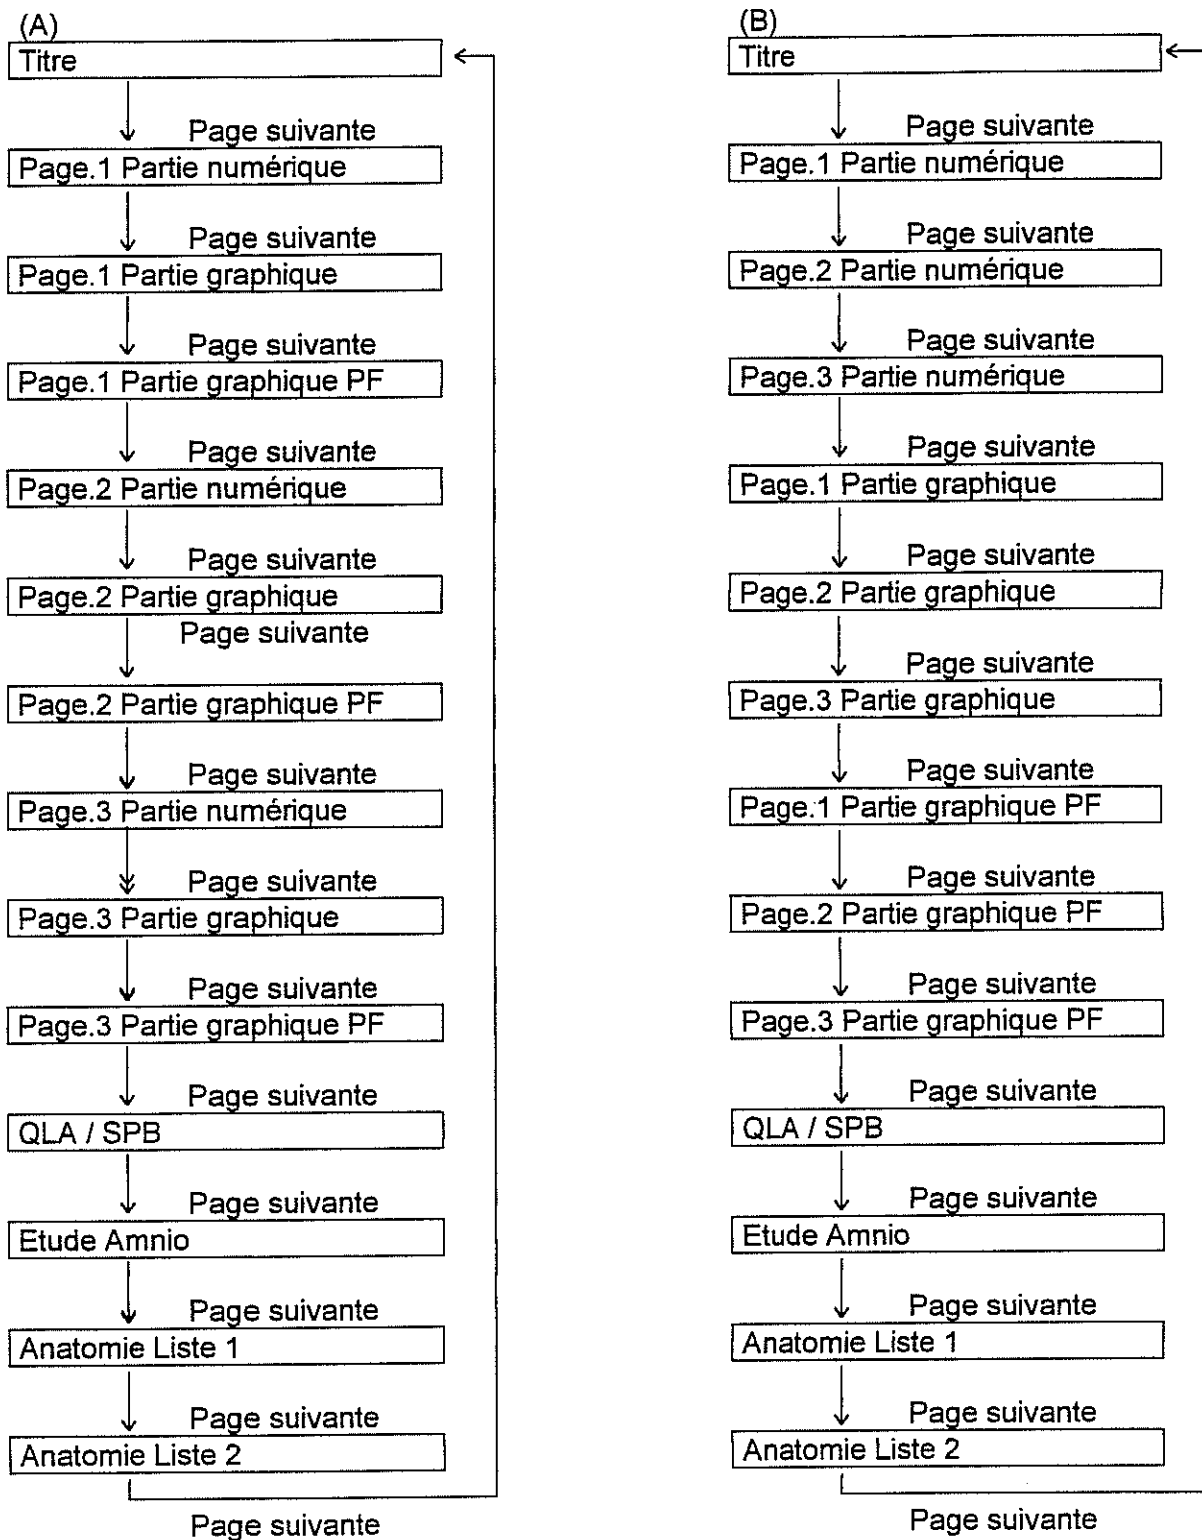 (A)
Titre
Page suivante
Page.1 Partie numérique
Page suivante
Page.1 Partie graphique
Page suivante
Page.1 Partie graphique PF
Page suivante
Page.2 Partie numérique
Page suivante
Page.2 Partie graphique
Page suivante
Page.2 Partie graphique PF
Page suivante
Page.3 Partie numérique
Page suivante
Page.3 Partie graphique
Page suivante
Page.3 Partie graphique PF
Page suivante
QLA / SPB
Page suivante
Etude Amnio
Page suivante
Anatomie Liste 1
Page suivante
Anatomie Liste 2
Page suivante
(B)
Titre
Page suivante
Page.1 Partie numérique
Page suivante
Page.2 Partie numérique
Page suivante
Page.3 Partie numérique
Page suivante
Page.1 Partie graphique
Page suivante
Page.2 Partie graphique
Page suivante
Page.3 Partie graphique
Page suivante
Page.1 Partie graphique PF
Page suivante
Page.2 Partie graphique PF
Page suivante
Page.3 Partie graphique PF
Page suivante
QLA / SPB
Page suivante
Etude Amnio
Page suivante
Anatomie Liste 1
Page suivante
Anatomie Liste 2
Page suivante